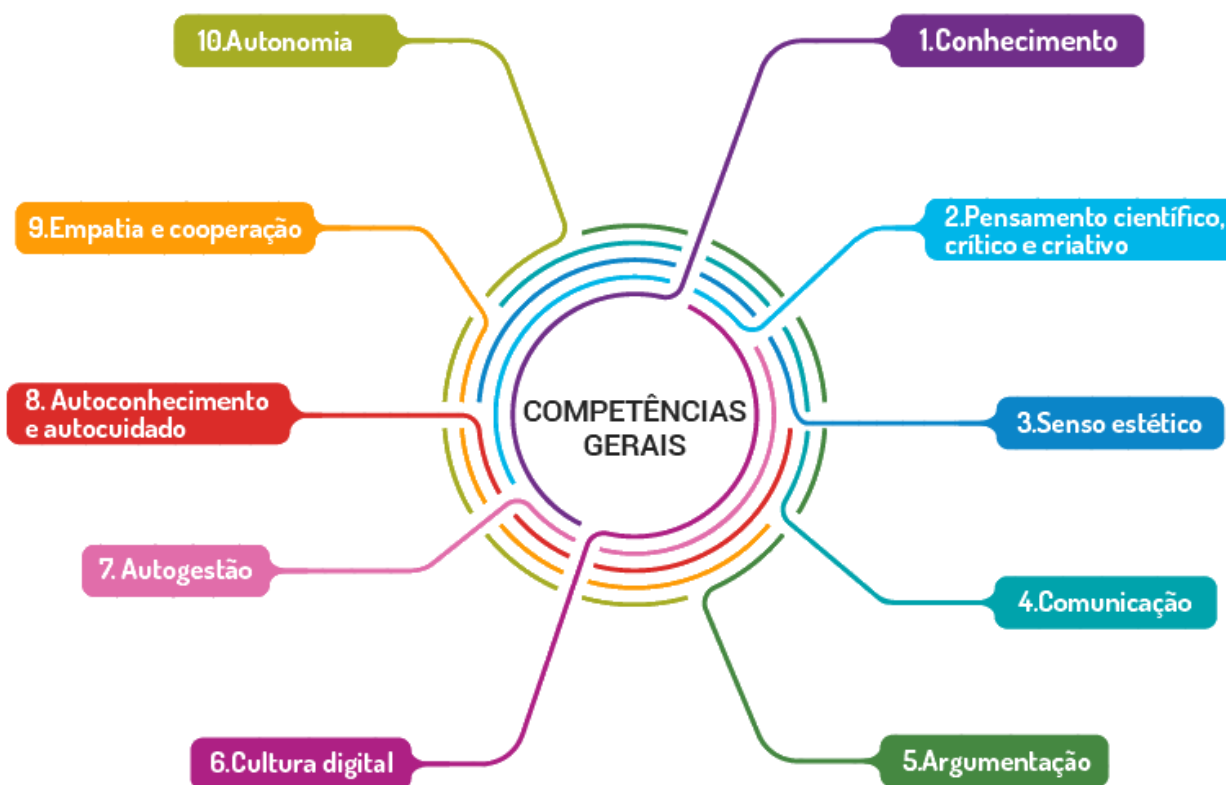 10.Autonomia
1.Conhecimento
9.Empatia e cooperação
2.Pensamento científico,
crítico e criativo
8. Autoconhecimento
e autocuidado
COMPETÊNCIAS
GERAIS
3.Senso estético
7. Autogestão
4.Comunicação
6.Cultura digital
5.Argumentação